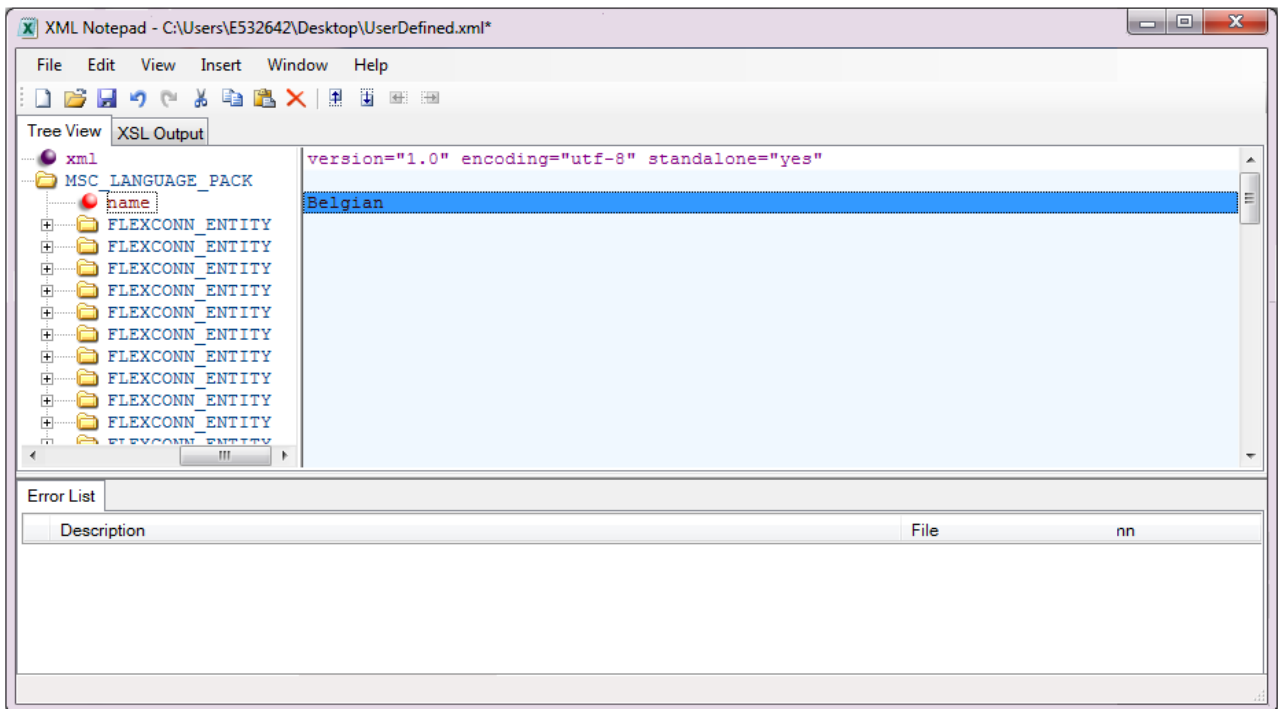 XML Notepad - C:\Users\E532642\Desktop\UserDefined.xml*
File Edit View Insert Window Help
Tree View XSL Output
xml version="1.0" encoding="utf-8" standalone="yes"
MSC_LANGUAGE_PACK
name Belgian
FLEXCONN_ENTITY
FLEXCONN_ENTITY
FLEXCONN_ENTITY
FLEXCONN_ENTITY
FLEXCONN_ENTITY
FLEXCONN_ENTITY
FLEXCONN_ENTITY
FLEXCONN_ENTITY
FLEXCONN_ENTITY
FLEXCONN_ENTITY
FLEXCONN_ENTITY
Error List
Description File nn